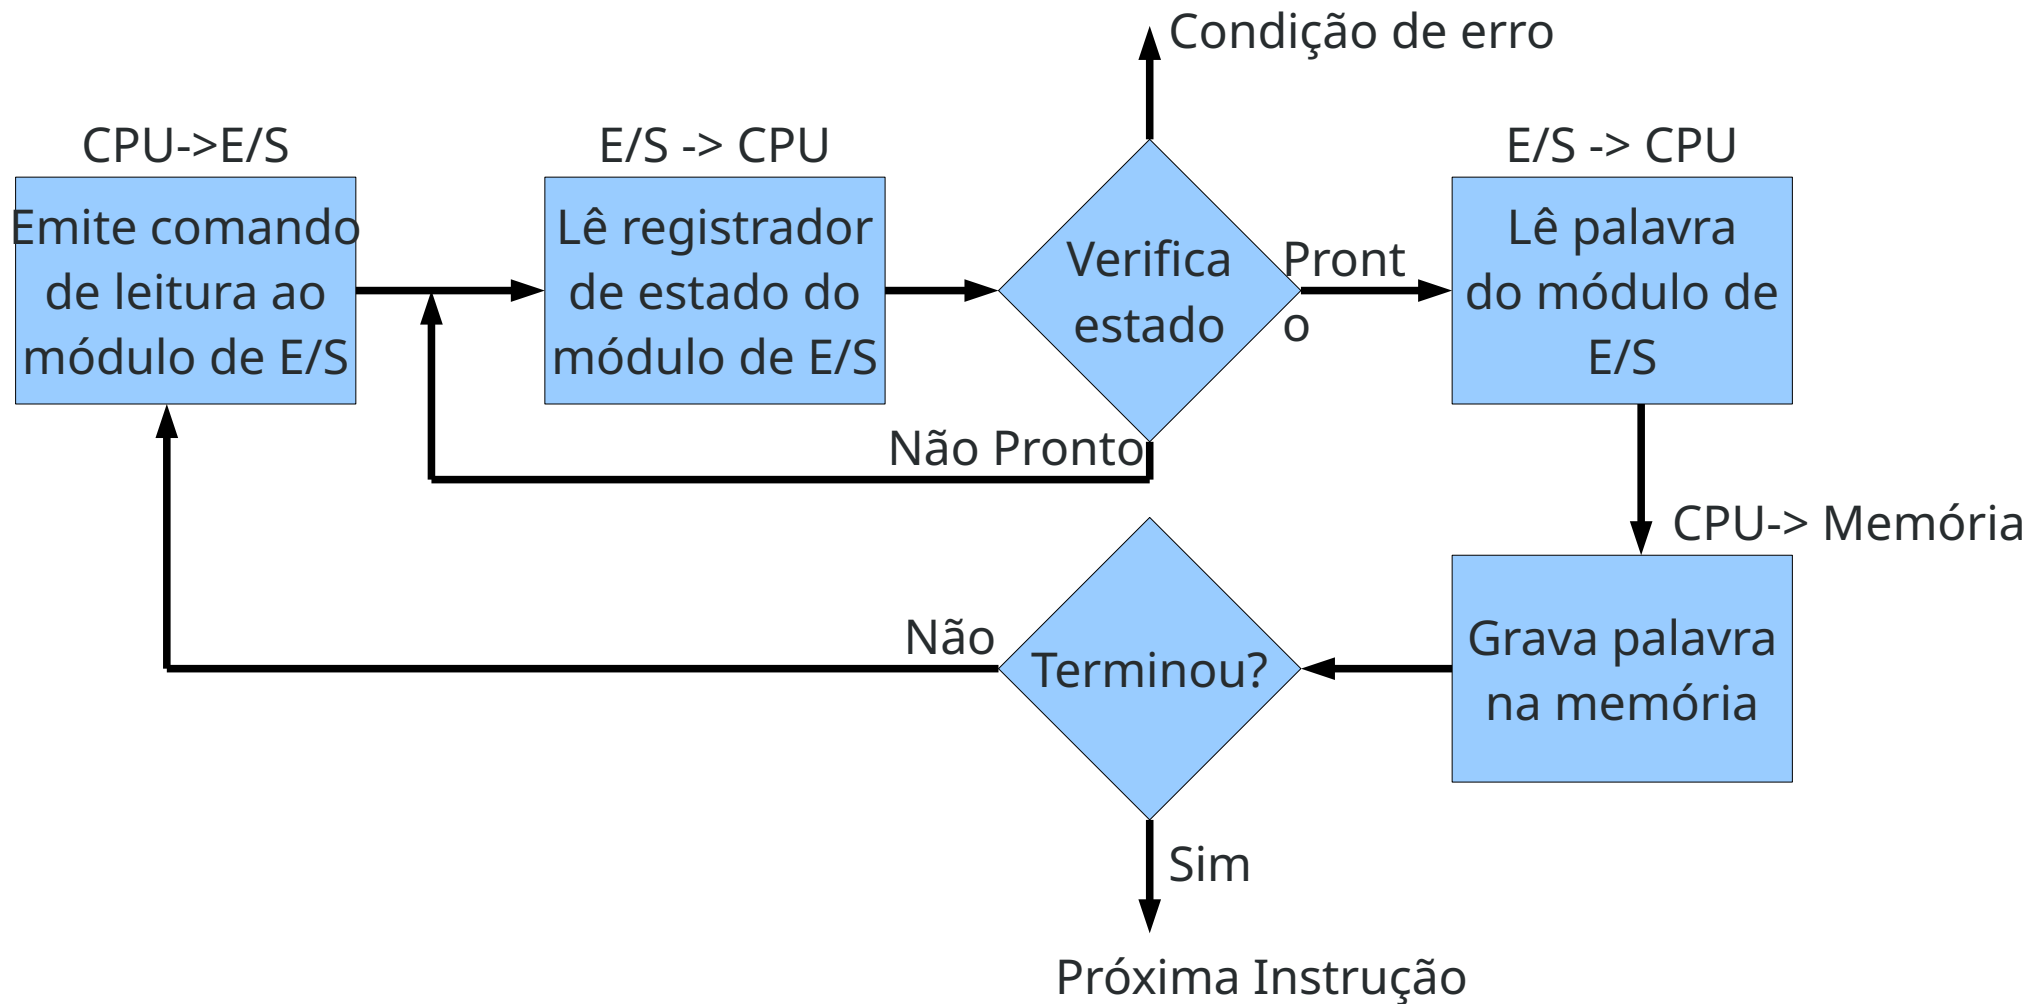 Condição de erro
CPU->E/S
E/S -> CPU
E/S -> CPU
Emite comando
de leitura ao
módulo de E/S
Lê registrador
de estado do
módulo de E/S
Verifica
estado
Pront
o
Lê palavra
do módulo de
E/S
Não Pronto
CPU-> Memória
Grava palavra
na memória
Terminou?
Não
Sim
Próxima Instrução